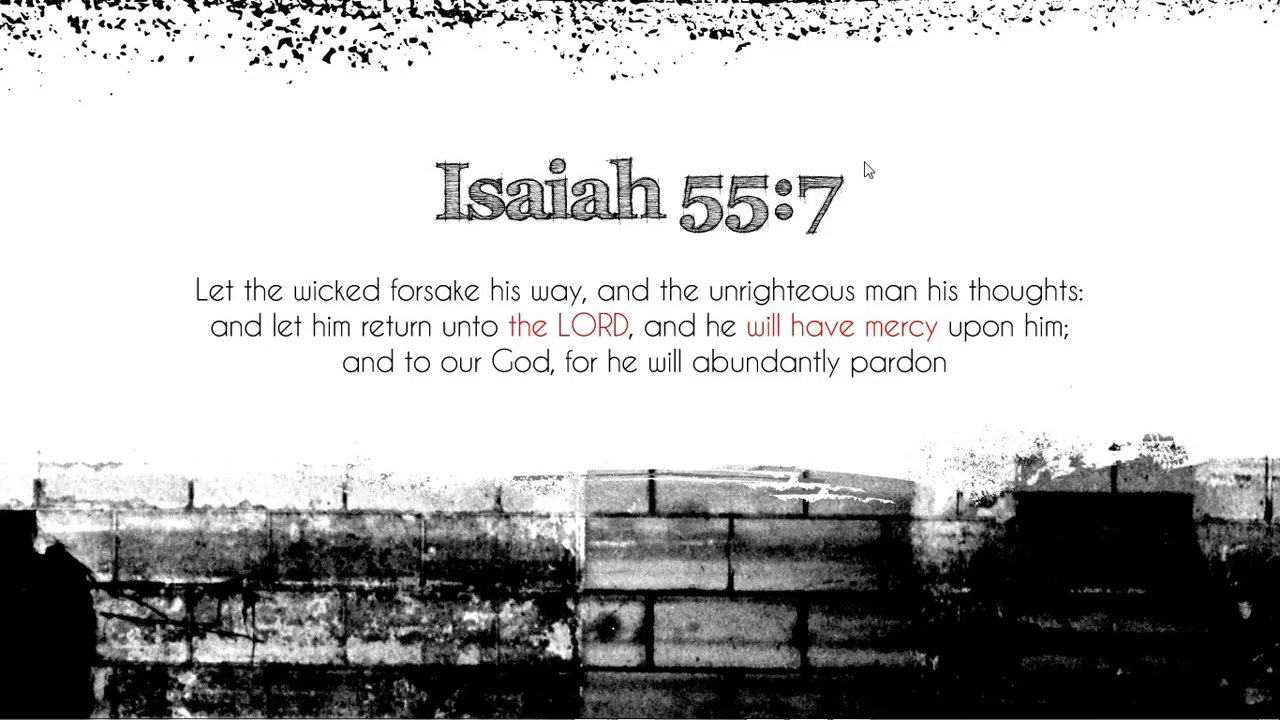 Isaiah 55:7
Let the wicked forsake his way, and the unrighteous man his thoughts:
and let him return unto the LORD, and he will have mercy upon him;
and to our God, for he will abundantly pardon